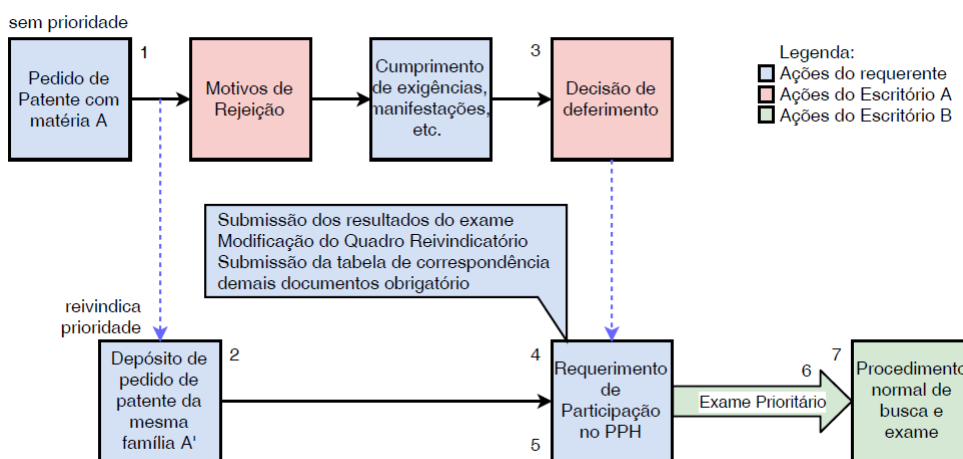 sem prioridade
1
Pedido de
Patente com
matéria A
Motivos de
Rejeição
Cumprimento
de exigências,
manifestações,
etc.
3
Decisão de
deferimento
Legenda:
Ações do requerente
Ações do Escritório A
Ações do Escritório B
Submissão dos resultados do exame
Modificação do Quadro Reivindicatório
Submissão da tabela de correspondência
demais documentos obrigatório
reivindica
prioridade
2
Depósito de
pedido de
patente da
mesma
família A'
4
Requerimento
de
Participação
no PPH
5
6
Exame Prioritário
7
Procedimento
normal de
busca e
exame